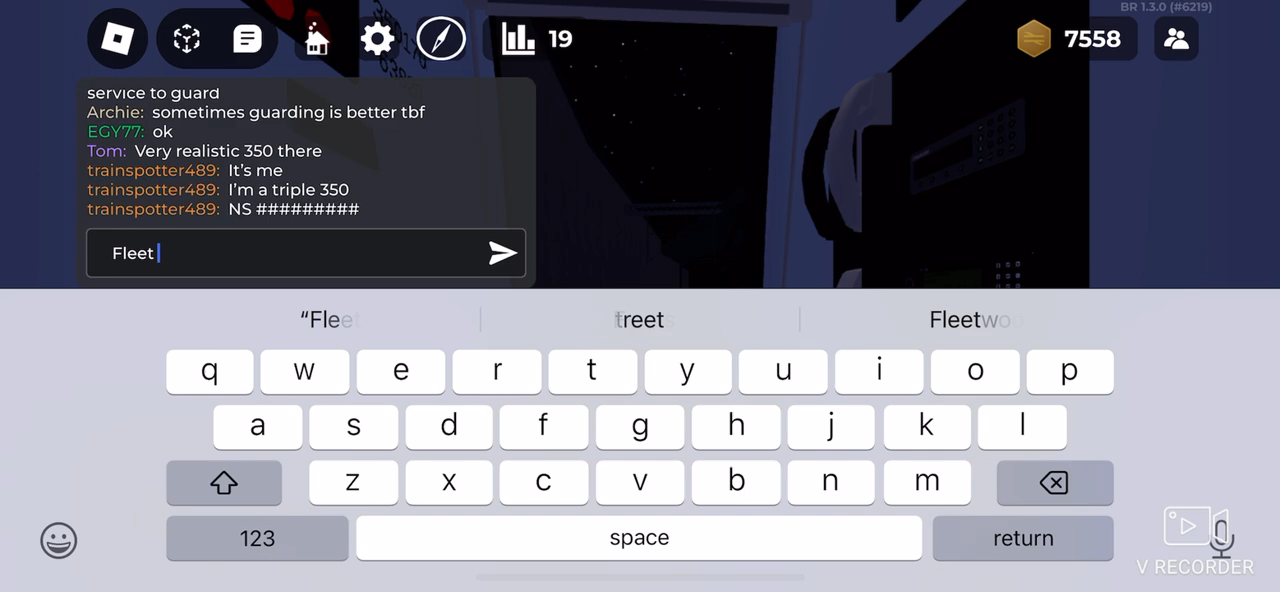 BR 1.3.0 (#6219)
19
7558
service to guard
Archie: sometimes guarding is better tbf
EGY77: ok
Tom: Very realistic 350 there
trainspotter489: It's me
trainspotter489: I'm a triple 350
trainspotter489: NS #########
Fleet
“Fleet treet Fleetwoo
q w e r t y u i o p
a s d f g h j k l
z x c v b n m
123 space return
V RECORDER